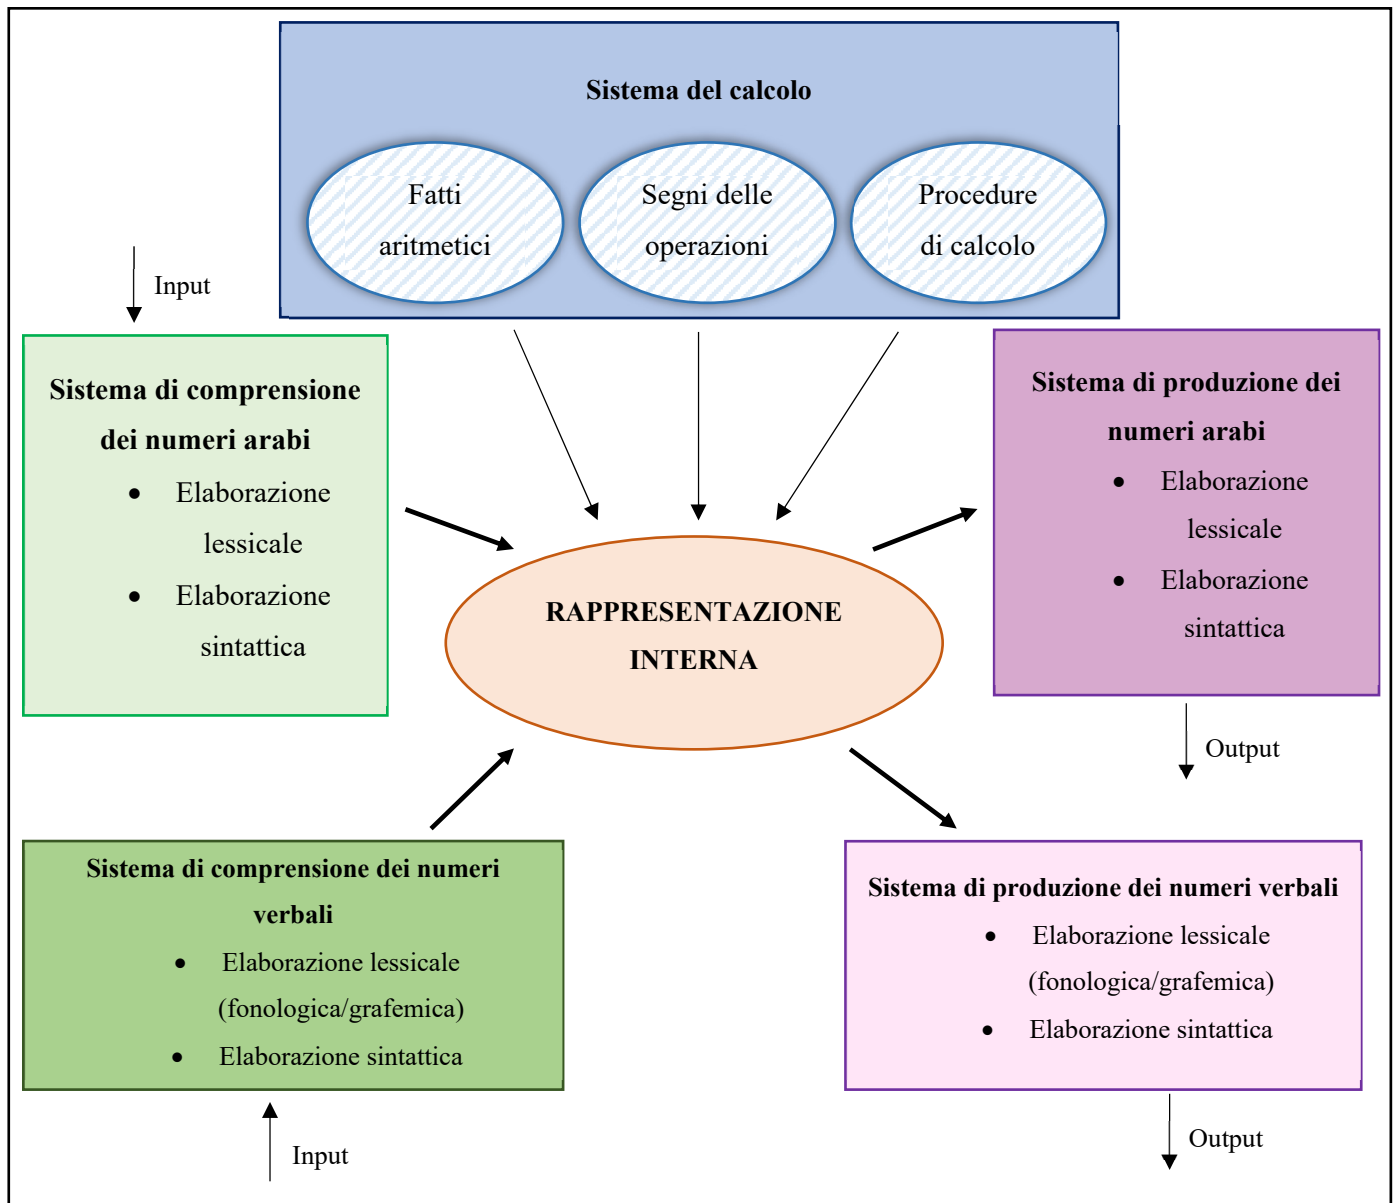 Sistema del calcolo
Fatti
aritmetici
Segni delle
operazioni
Procedure
di calcolo
Input
Sistema di comprensione
dei numeri arabi
• Elaborazione
lessicale
• Elaborazione
sintattica
Sistema di produzione dei
numeri arabi
• Elaborazione
lessicale
• Elaborazione
sintattica
RAPPRESENTAZIONE
INTERNA
Output
Sistema di comprensione dei numeri
verbali
• Elaborazione lessicale
(fonologica/grafemica)
• Elaborazione sintattica
Sistema di produzione dei numeri verbali
• Elaborazione lessicale
(fonologica/grafemica)
• Elaborazione sintattica
Input
Output